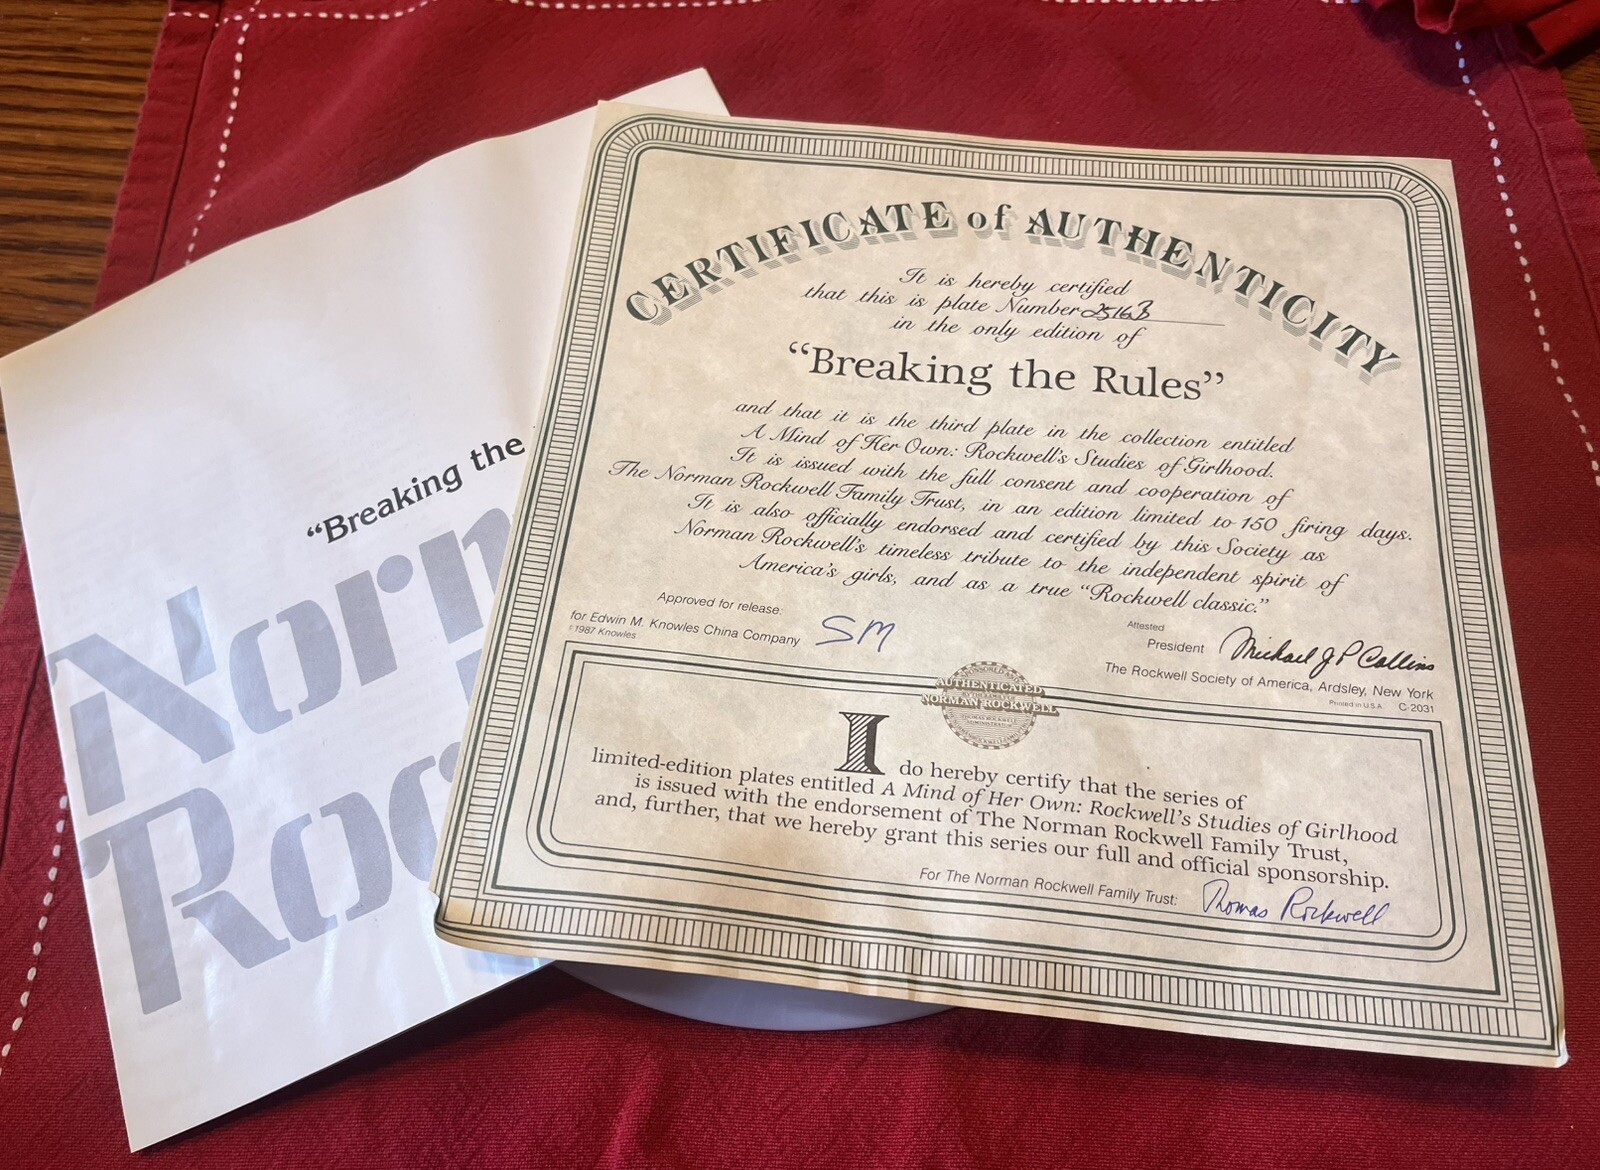 “Breaking the
Norn
Roc
CERTIFICATE of AUTHENTICITY
It is hereby certified
that this is plate Number 25163
in the only edition of
“Breaking the Rules”
and that it is the third plate in the collection entitled
A Mind of Her Own: Rockwell's Studies of Girlhood.
It is issued with the full consent and cooperation of
The Norman Rockwell Family Trust, in an edition limited to 150 firing days.
It is also officially endorsed and certified by this Society as
Norman Rockwell's timeless tribute to the independent spirit of
America's girls, and as a true “Rockwell classic.”
Approved for release:
for Edwin M. Knowles China Company SM
©1987 Knowles
Attested
President Michael J P Collins
The Rockwell Society of America, Ardsley, New York
Printed in U.S.A. C-2031
AUTHENTICATED
NORMAN ROCKWELL
I do hereby certify that the series of
limited-edition plates entitled A Mind of Her Own: Rockwell's Studies of Girlhood
is issued with the endorsement of The Norman Rockwell Family Trust,
and, further, that we hereby grant this series our full and official sponsorship.
For The Norman Rockwell Family Trust: Thomas Rockwell